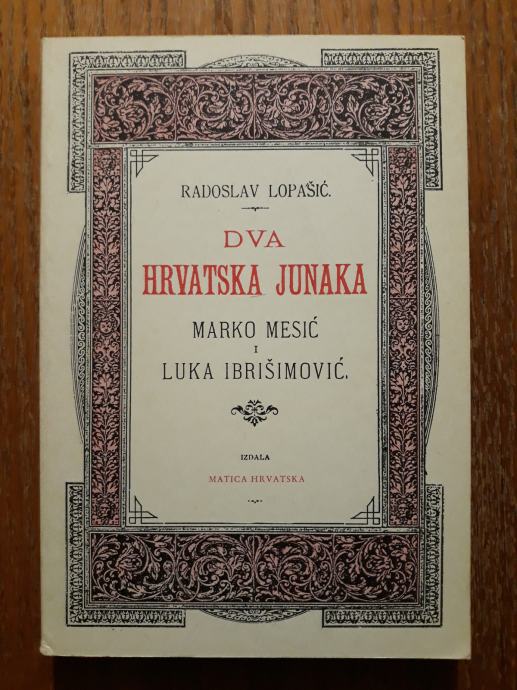 RADOSLAV LOPAŠIĆ.
DVA
HRVATSKA JUNAKA
MARKO MESIĆ
I
LUKA IBRIŠIMOVIĆ.
IZDALA
MATICA HRVATSKA